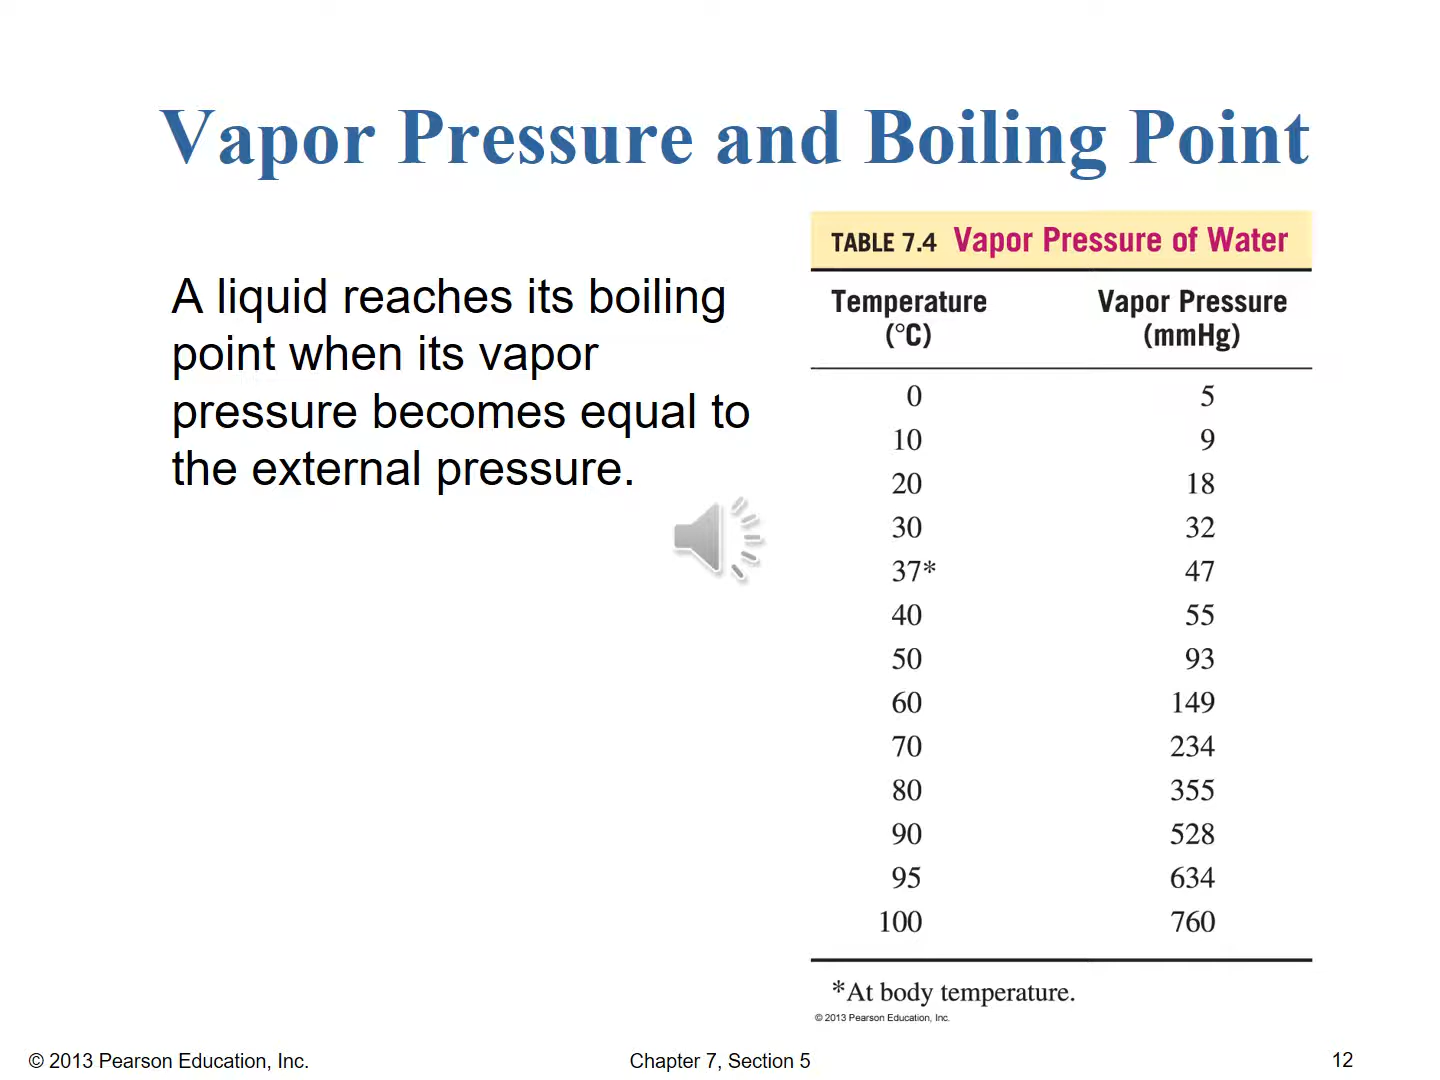 Vapor Pressure and Boiling Point
A liquid reaches its boiling
point when its vapor
pressure becomes equal to
the external pressure.
TABLE 7.4 Vapor Pressure of Water
Temperature Vapor Pressure
(°C) (mmHg)
0 5
10 9
20 18
30 32
37* 47
40 55
50 93
60 149
70 234
80 355
90 528
95 634
100 760
*At body temperature.
© 2013 Pearson Education, Inc.
© 2013 Pearson Education, Inc. Chapter 7, Section 5 12